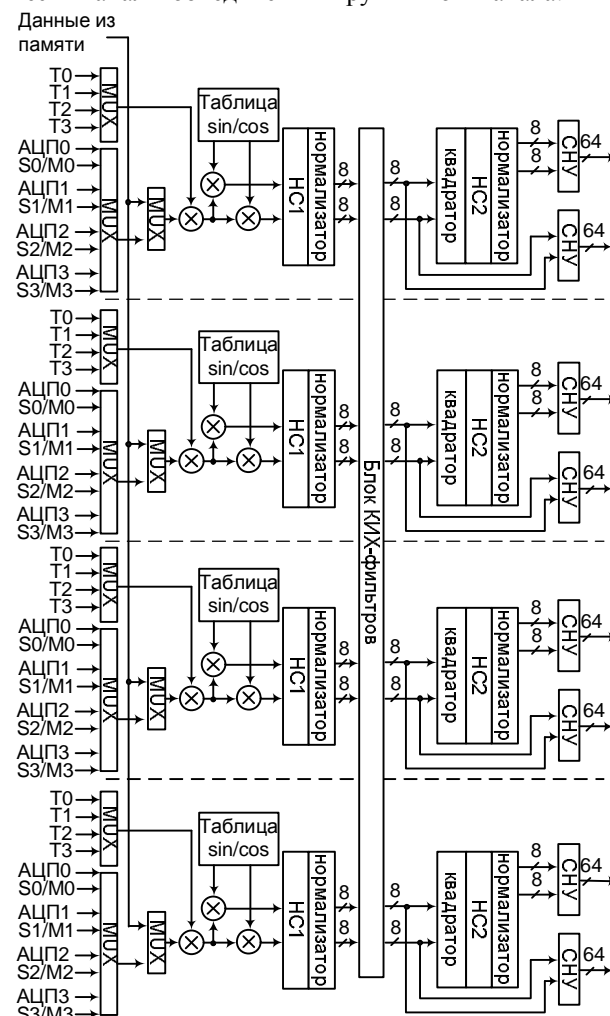 Данные из
памяти
T0
T1
T2
T3
MUX
АЦП0
S0/M0
АЦП1
S1/M1
АЦП2
S2/M2
АЦП3
S3/M3
MUX
MUX
Таблица
sin/cos
НС1
нормализатор
8
8
Блок КИХ-фильтров
8
8
квадратор
НС2
нормализатор
8
8
СНУ
64
СНУ
64
T0
T1
T2
T3
MUX
АЦП0
S0/M0
АЦП1
S1/M1
АЦП2
S2/M2
АЦП3
S3/M3
MUX
MUX
Таблица
sin/cos
НС1
нормализатор
8
8
8
8
квадратор
НС2
нормализатор
8
8
СНУ
64
СНУ
64
T0
T1
T2
T3
MUX
АЦП0
S0/M0
АЦП1
S1/M1
АЦП2
S2/M2
АЦП3
S3/M3
MUX
MUX
Таблица
sin/cos
НС1
нормализатор
8
8
8
8
квадратор
НС2
нормализатор
8
8
СНУ
64
СНУ
64
T0
T1
T2
T3
MUX
АЦП0
S0/M0
АЦП1
S1/M1
АЦП2
S2/M2
АЦП3
S3/M3
MUX
MUX
Таблица
sin/cos
НС1
нормализатор
8
8
8
8
квадратор
НС2
нормализатор
8
8
СНУ
64
СНУ
64